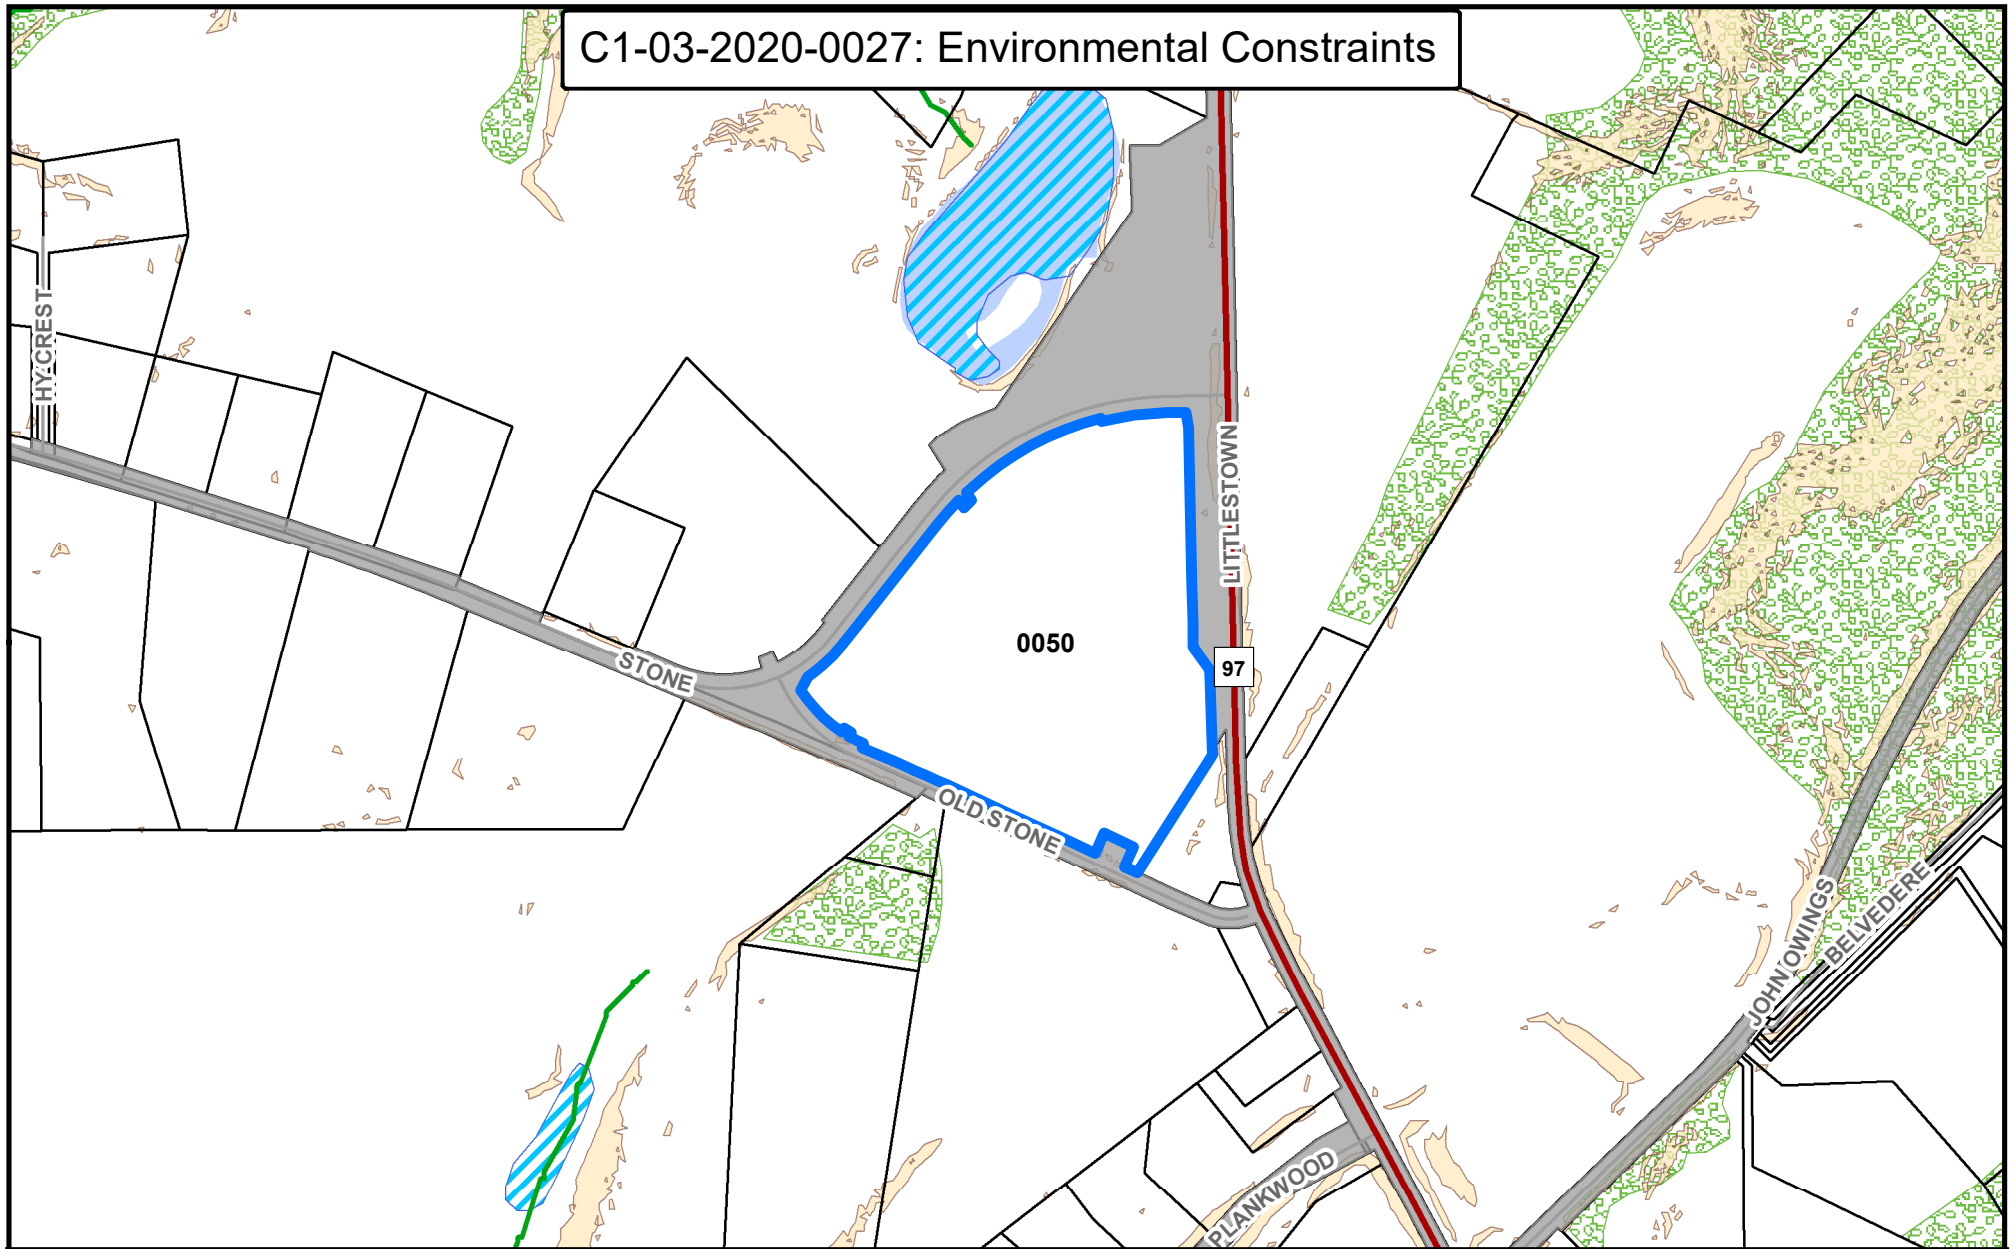 C1-03-2020-0027: Environmental Constraints
HYCREST
LITTLESTOWN
0050
97
STONE
OLD STONE
JOHN OWINGS
BELVEDERE
PLANKWOOD